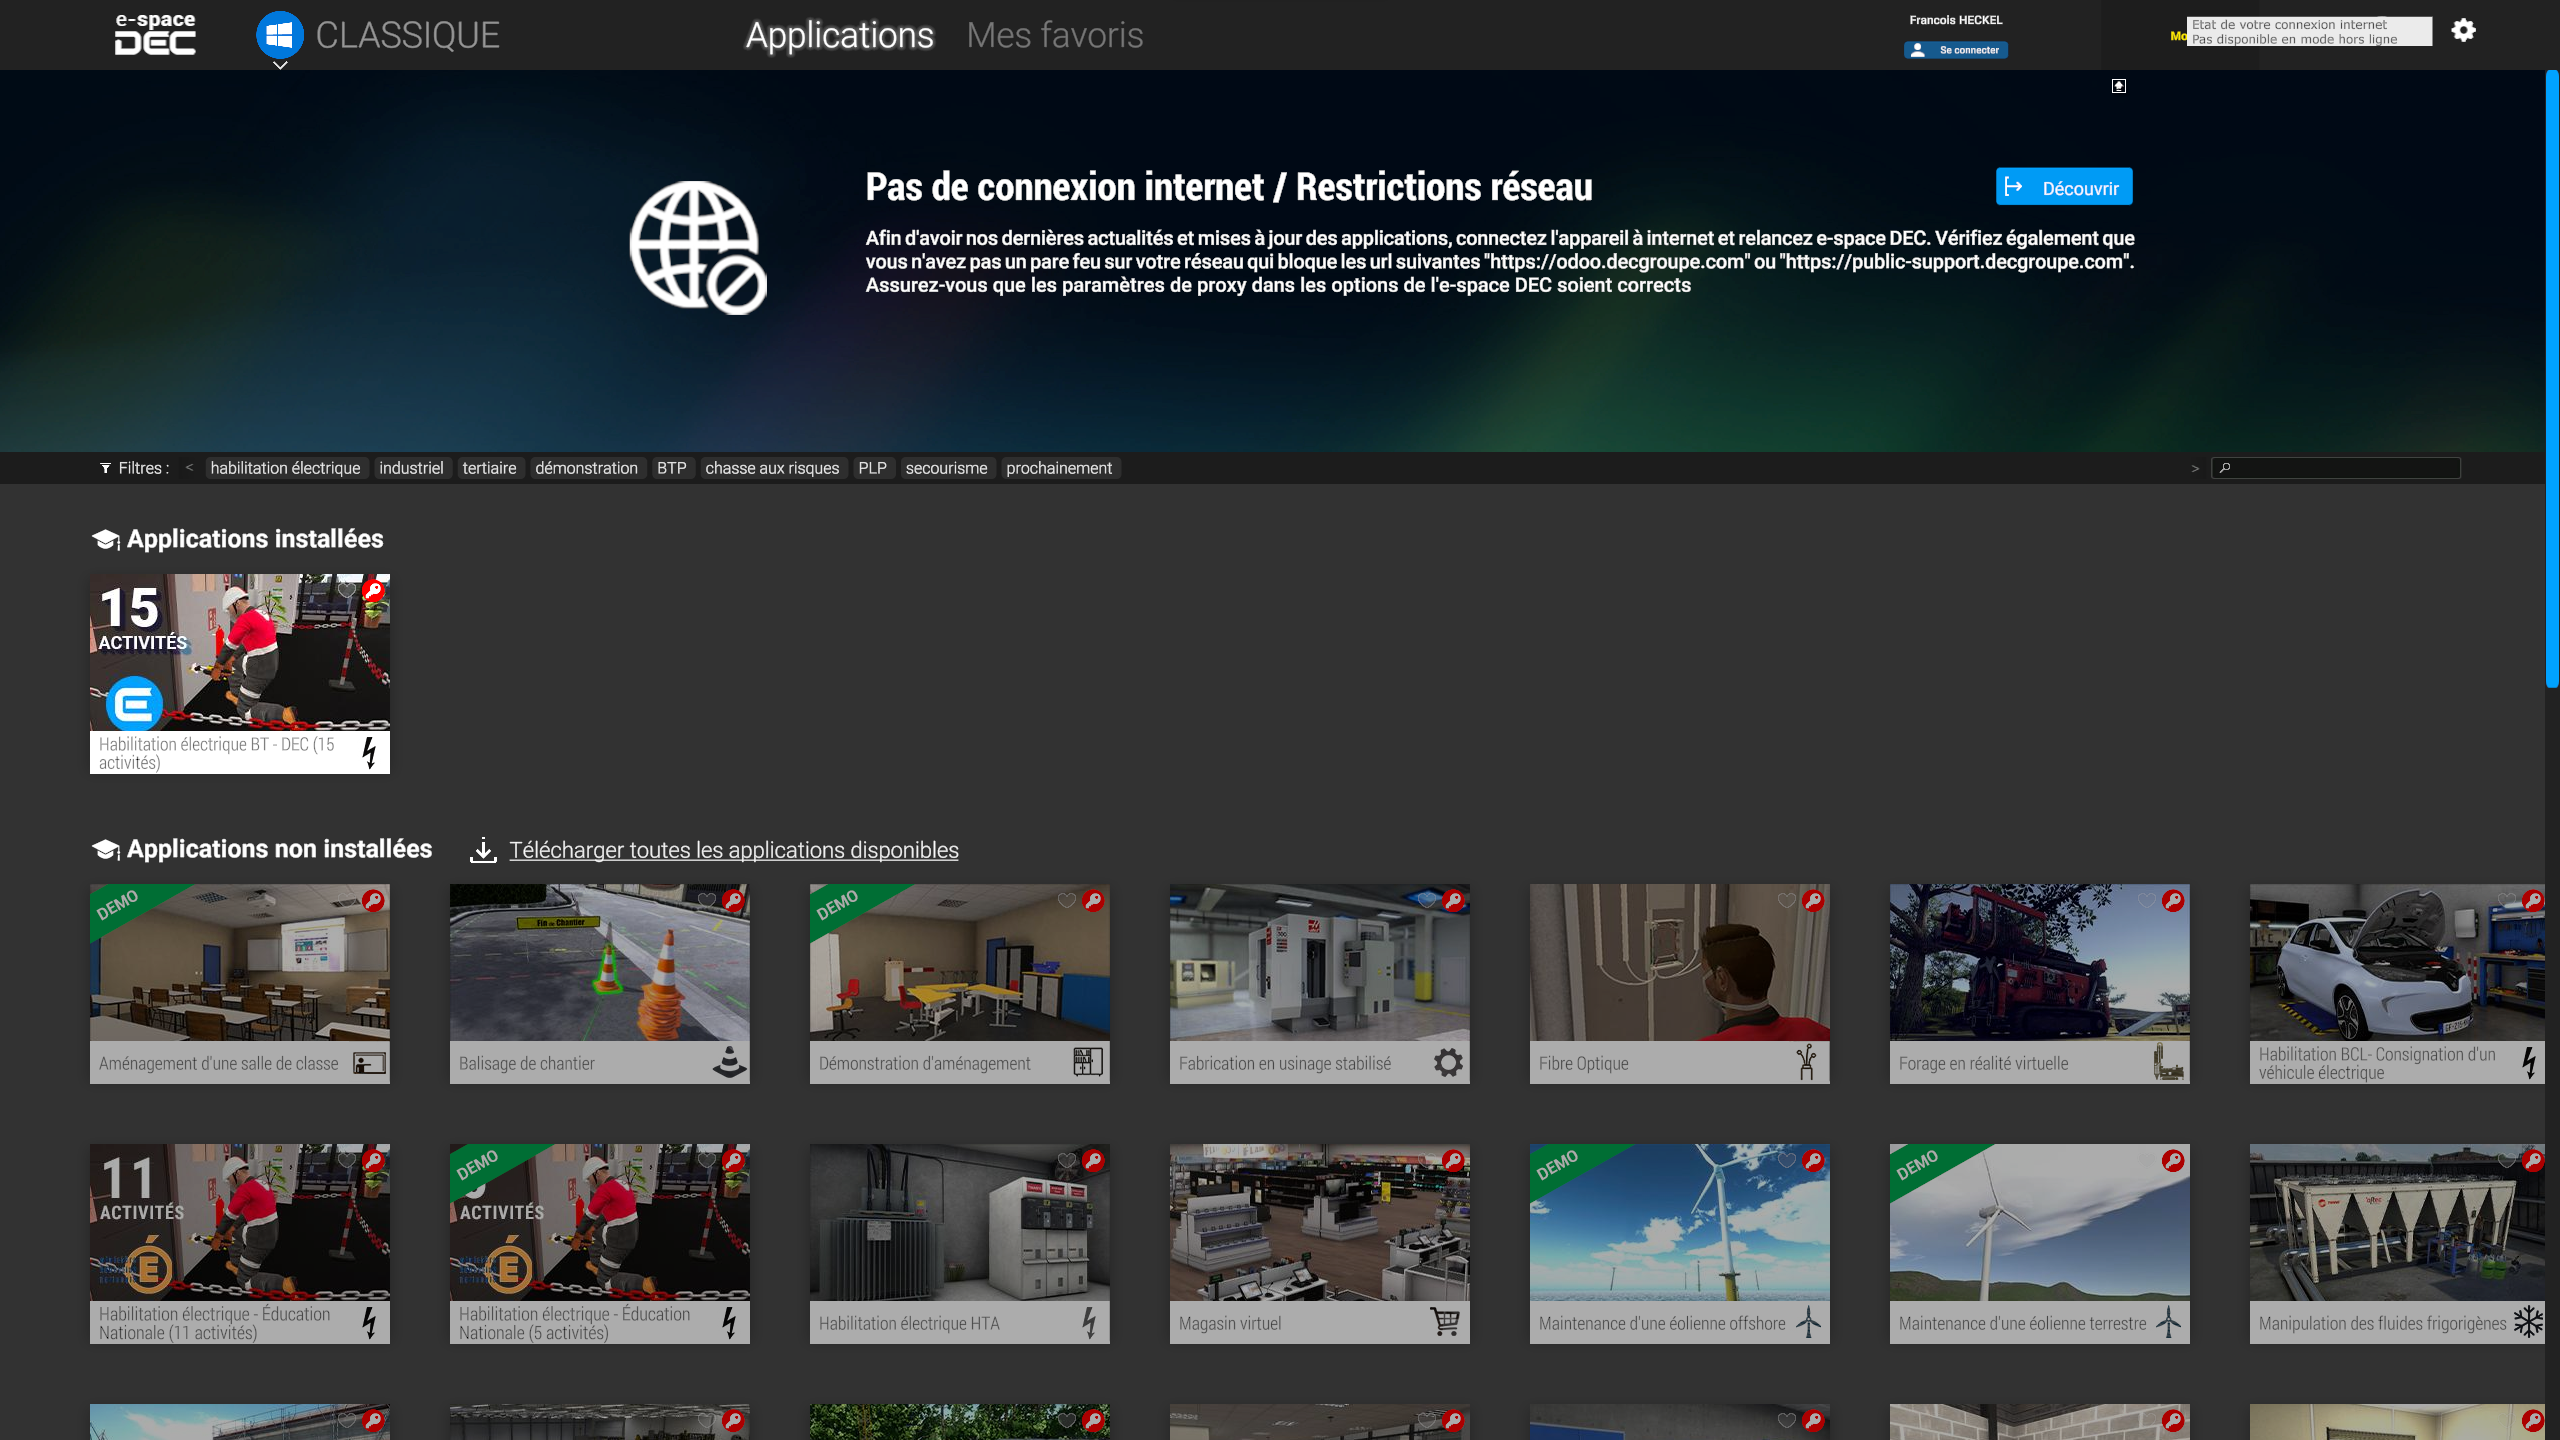 e-space
DEC
CLASSIQUE
Applications
Mes favoris
Francois HECKEL
Se connecter
Mo
Etat de votre connexion internet
Pas disponible en mode hors ligne
Pas de connexion internet / Restrictions réseau
Découvrir
Afin d'avoir nos dernières actualités et mises à jour des applications, connectez l'appareil à internet et relancez e-space DEC. Vérifiez également que
vous n'avez pas un pare feu sur votre réseau qui bloque les url suivantes "https://odoo.decgroupe.com" ou "https://public-support.decgroupe.com".
Assurez-vous que les paramètres de proxy dans les options de l'e-space DEC soient corrects
Filtres : < habilitation électrique industriel tertiaire démonstration BTP chasse aux risques PLP secourisme prochainement >
Applications installées
15
ACTIVITÉS
Habilitation électrique BT - DEC (15
activités)
Applications non installées
Télécharger toutes les applications disponibles
DEMO
Aménagement d'une salle de classe
Fin de Chantier
Balisage de chantier
DEMO
Démonstration d'aménagement
Fabrication en usinage stabilisé
Fibre Optique
Forage en réalité virtuelle
Habilitation BCL- Consignation d'un
véhicule électrique
11
ACTIVITÉS
Habilitation électrique - Éducation
Nationale (11 activités)
DEMO
ACTIVITÉS
Habilitation électrique - Éducation
Nationale (5 activités)
Habilitation électrique HTA
Magasin virtuel
DEMO
Maintenance d'une éolienne offshore
DEMO
Maintenance d'une éolienne terrestre
Manipulation des fluides frigorigènes